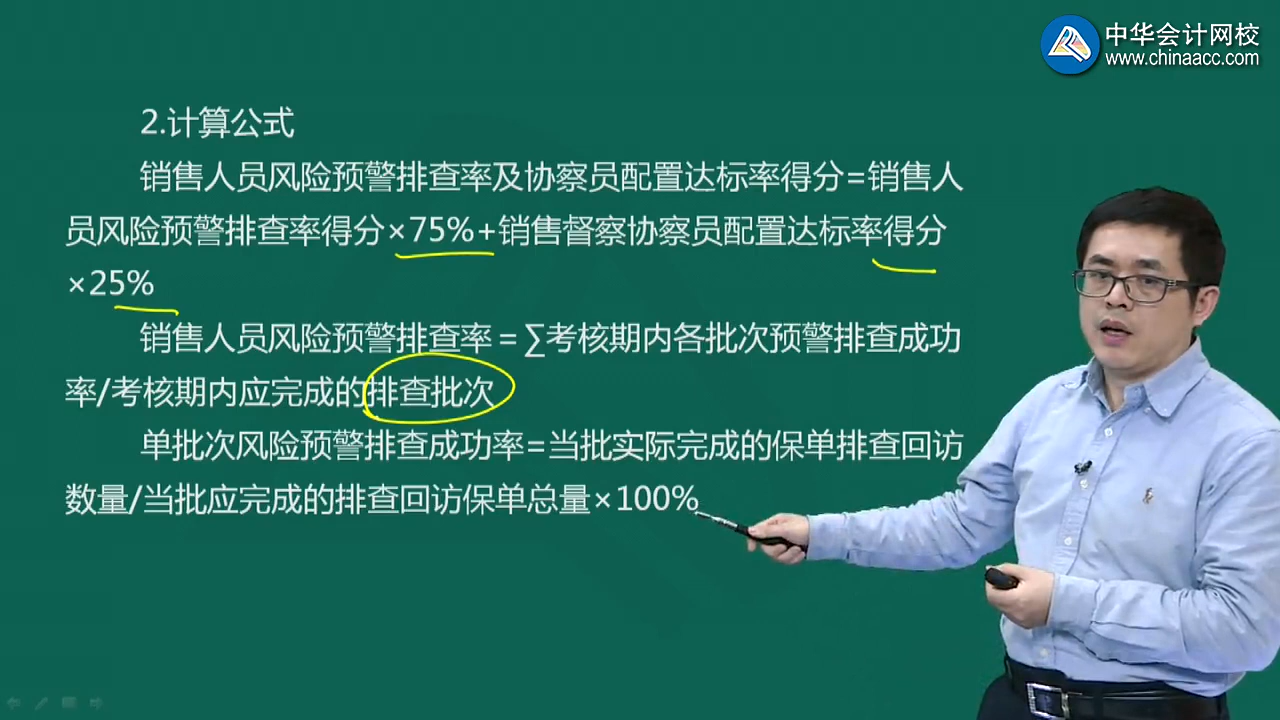 中华会计网校
www.chinaacc.com
2.计算公式
销售人员风险预警排查率及协察员配置达标率得分=销售人
员风险预警排查率得分×75%+销售督察协察员配置达标率得分
×25%
销售人员风险预警排查率=∑考核期内各批次预警排查成功
率/考核期内应完成的排查批次
单批次风险预警排查成功率=当批实际完成的保单排查回访
数量/当批应完成的排查回访保单总量×100%